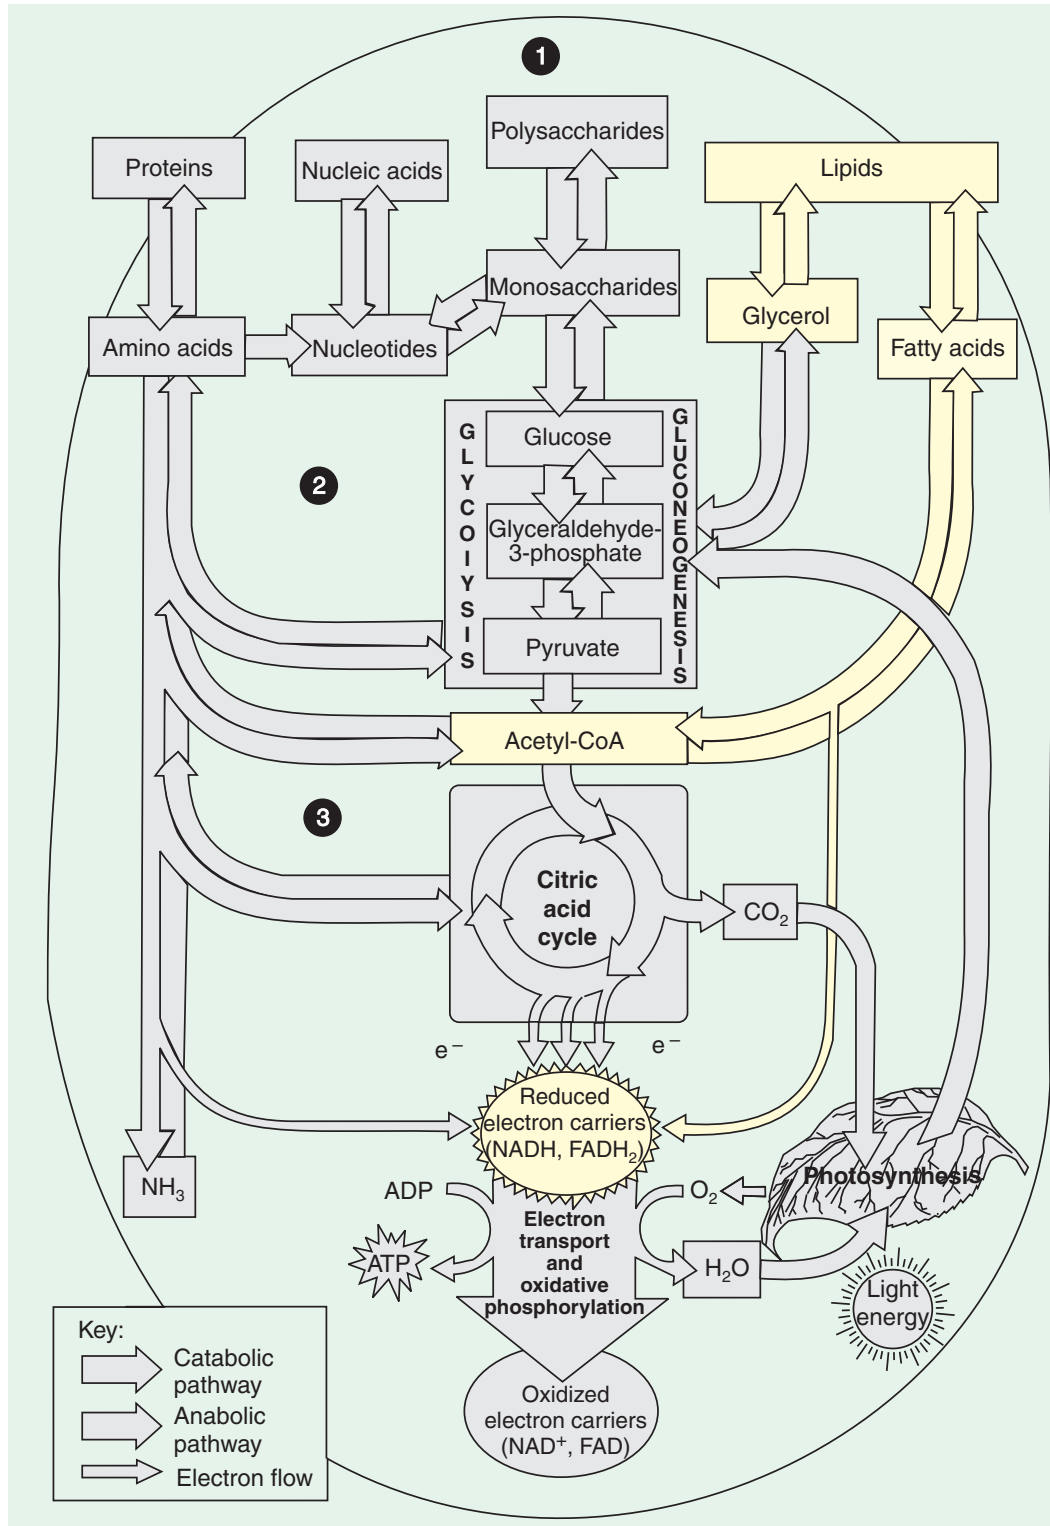 1
Polysaccharides
Proteins
Nucleic acids
Lipids
Monosaccharides
Glycerol
Amino acids
Nucleotides
Fatty acids
GLYCOIYSIS
Glucose
GLUCONEOGENESIS
2
Glyceraldehyde-
3-phosphate
Pyruvate
Acetyl-CoA
3
Citric
acid
cycle
CO₂
e⁻
e⁻
Reduced
electron carriers
(NADH, FADH₂)
Photosynthesis
NH₃
ADP
O₂
Electron
transport
and
oxidative
phosphorylation
ATP
H₂O
Light
energy
Key:
Catabolic
pathway
Anabolic
pathway
Electron flow
Oxidized
electron carriers
(NAD⁺, FAD)